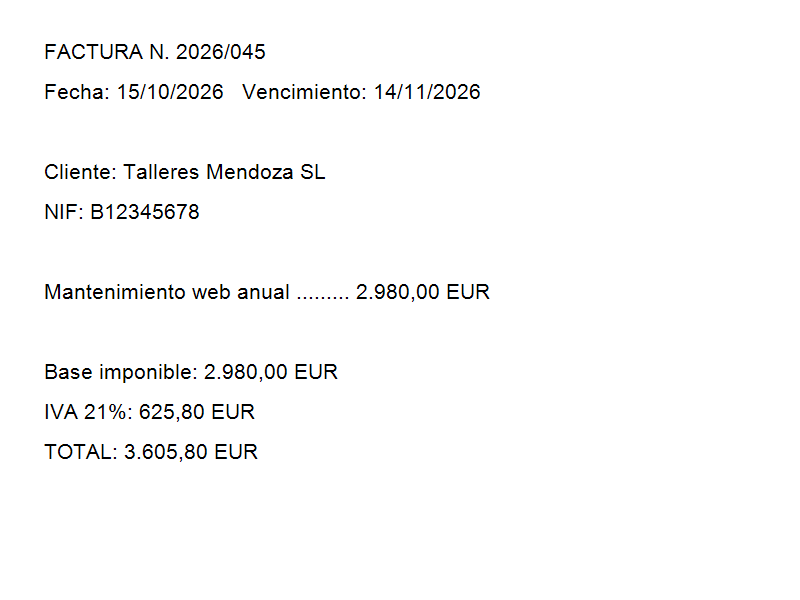 FACTURA N. 2026/045
Fecha: 15/10/2026   Vencimiento: 14/11/2026
Cliente: Talleres Mendoza SL
NIF: B12345678
Mantenimiento web anual ......... 2.980,00 EUR
Base imponible: 2.980,00 EUR
IVA 21%: 625,80 EUR
TOTAL: 3.605,80 EUR